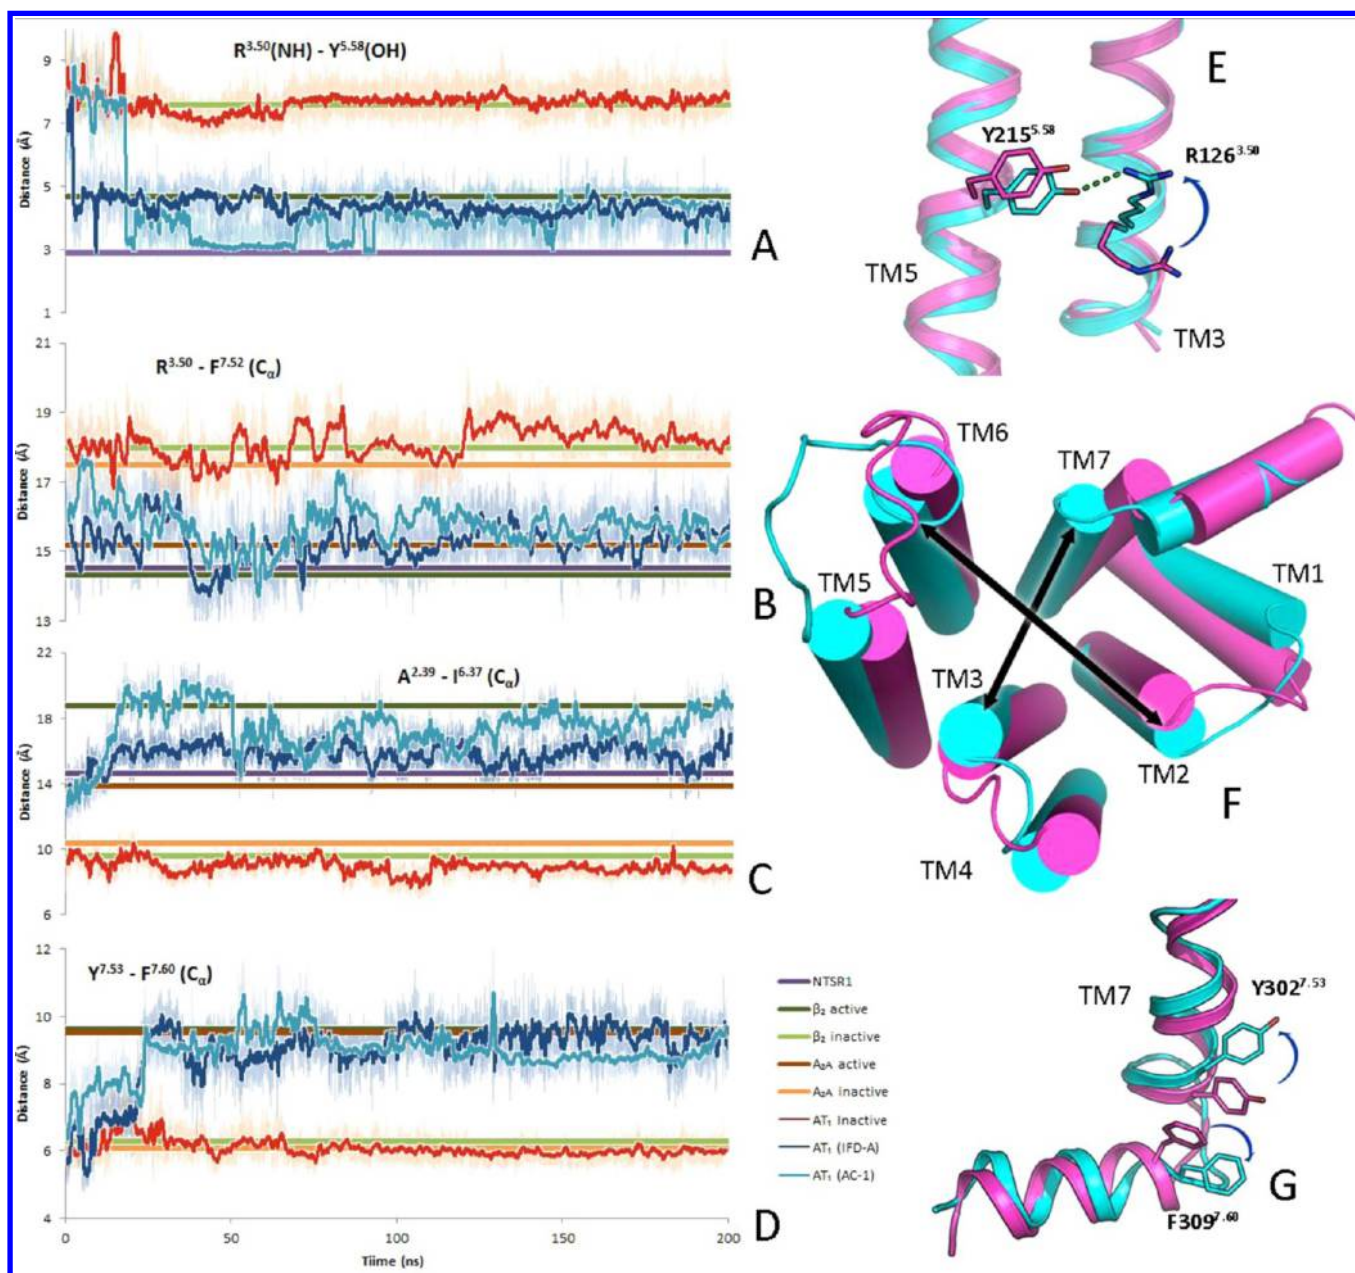 R3.50(NH) - Y5.58(OH)
9
7
5
3
1
Distance (Å)
A
R3.50 - F7.52 (Cα)
21
19
17
15
13
Distance (Å)
B
A2.39 - I6.37 (Cα)
22
18
14
10
6
Distance (Å)
C
Y7.53 - F7.60 (Cα)
12
10
8
6
4
Distance (Å)
D
0 50 100 150 200
Tiime (ns)
NTSR1
β₂ active
β₂ inactive
A₂A active
A₂A inactive
AT₁ Inactive
AT₁ (IFD-A)
AT₁ (AC-1)
E
Y2155.58
R1263.50
TM5
TM3
TM6
TM7
TM5
TM1
TM3
TM2
F
TM4
TM7
Y3027.53
G
F3097.60